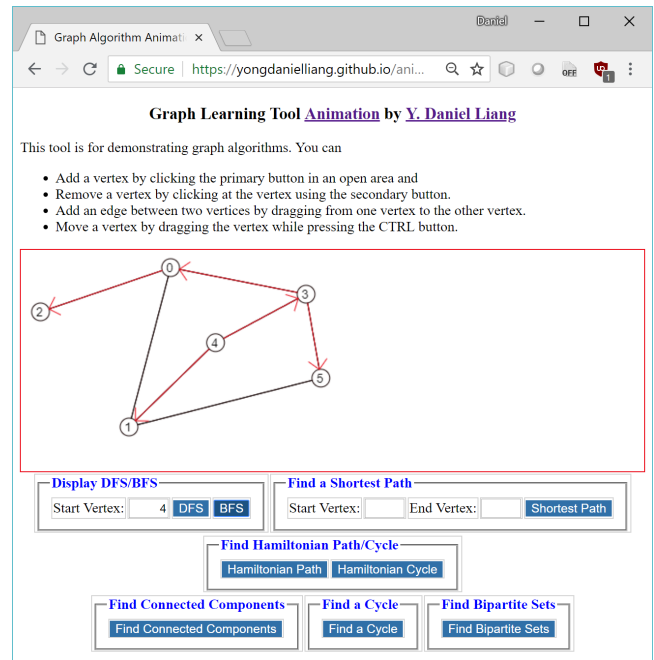 Daniel
Graph Algorithm Animati
Secure https://yongdanielliang.github.io/ani...
OFF
1
Graph Learning Tool Animation by Y. Daniel Liang
This tool is for demonstrating graph algorithms. You can
• Add a vertex by clicking the primary button in an open area and
• Remove a vertex by clicking at the vertex using the secondary button.
• Add an edge between two vertices by dragging from one vertex to the other vertex.
• Move a vertex by dragging the vertex while pressing the CTRL button.
0
3
2
4
5
1
Display DFS/BFS Find a Shortest Path
Start Vertex: 4 DFS BFS Start Vertex: End Vertex: Shortest Path
Find Hamiltonian Path/Cycle
Hamiltonian Path Hamiltonian Cycle
Find Connected Components Find a Cycle Find Bipartite Sets
Find Connected Components Find a Cycle Find Bipartite Sets